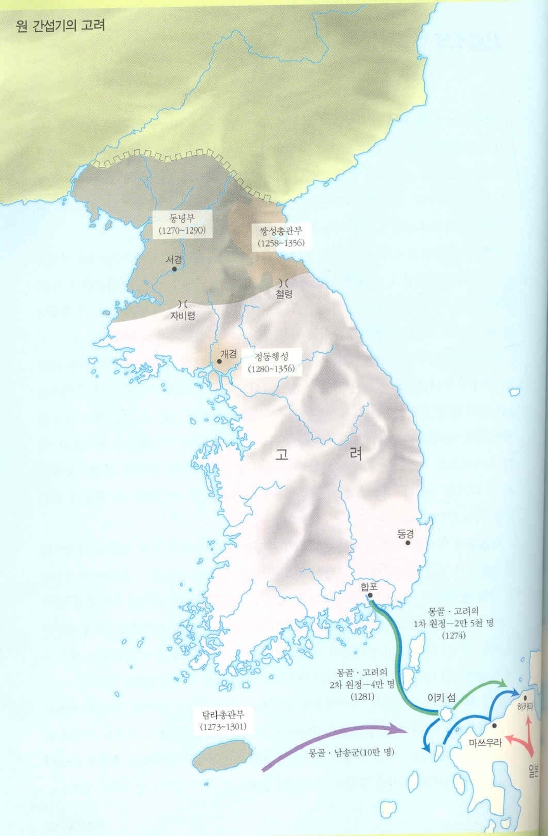 원 간섭기의 고려
동녕부
(1270~1290)
쌍성총관부
(1258~1356)
서경
철령
자비령
개경
정동행성
(1280~1356)
고 려
동경
합포
몽골·고려의
1차 원정-2만 5천 명
(1274)
몽골·고려의
2차 원정-4만 명
(1281)
이키 섬
하카타
탐라총관부
(1273~1301)
마쓰우라
몽골·남송군(10만 명)